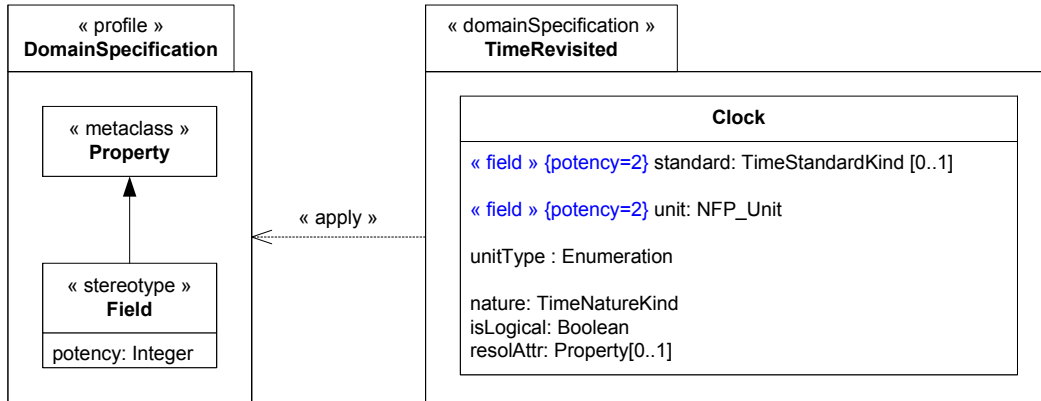 « profile »
DomainSpecification
« metaclass »
Property
« stereotype »
Field
potency: Integer
« apply »
« domainSpecification »
TimeRevisited
Clock
« field » {potency=2} standard: TimeStandardKind [0..1]
« field » {potency=2} unit: NFP_Unit
unitType : Enumeration
nature: TimeNatureKind
isLogical: Boolean
resolAttr: Property[0..1]